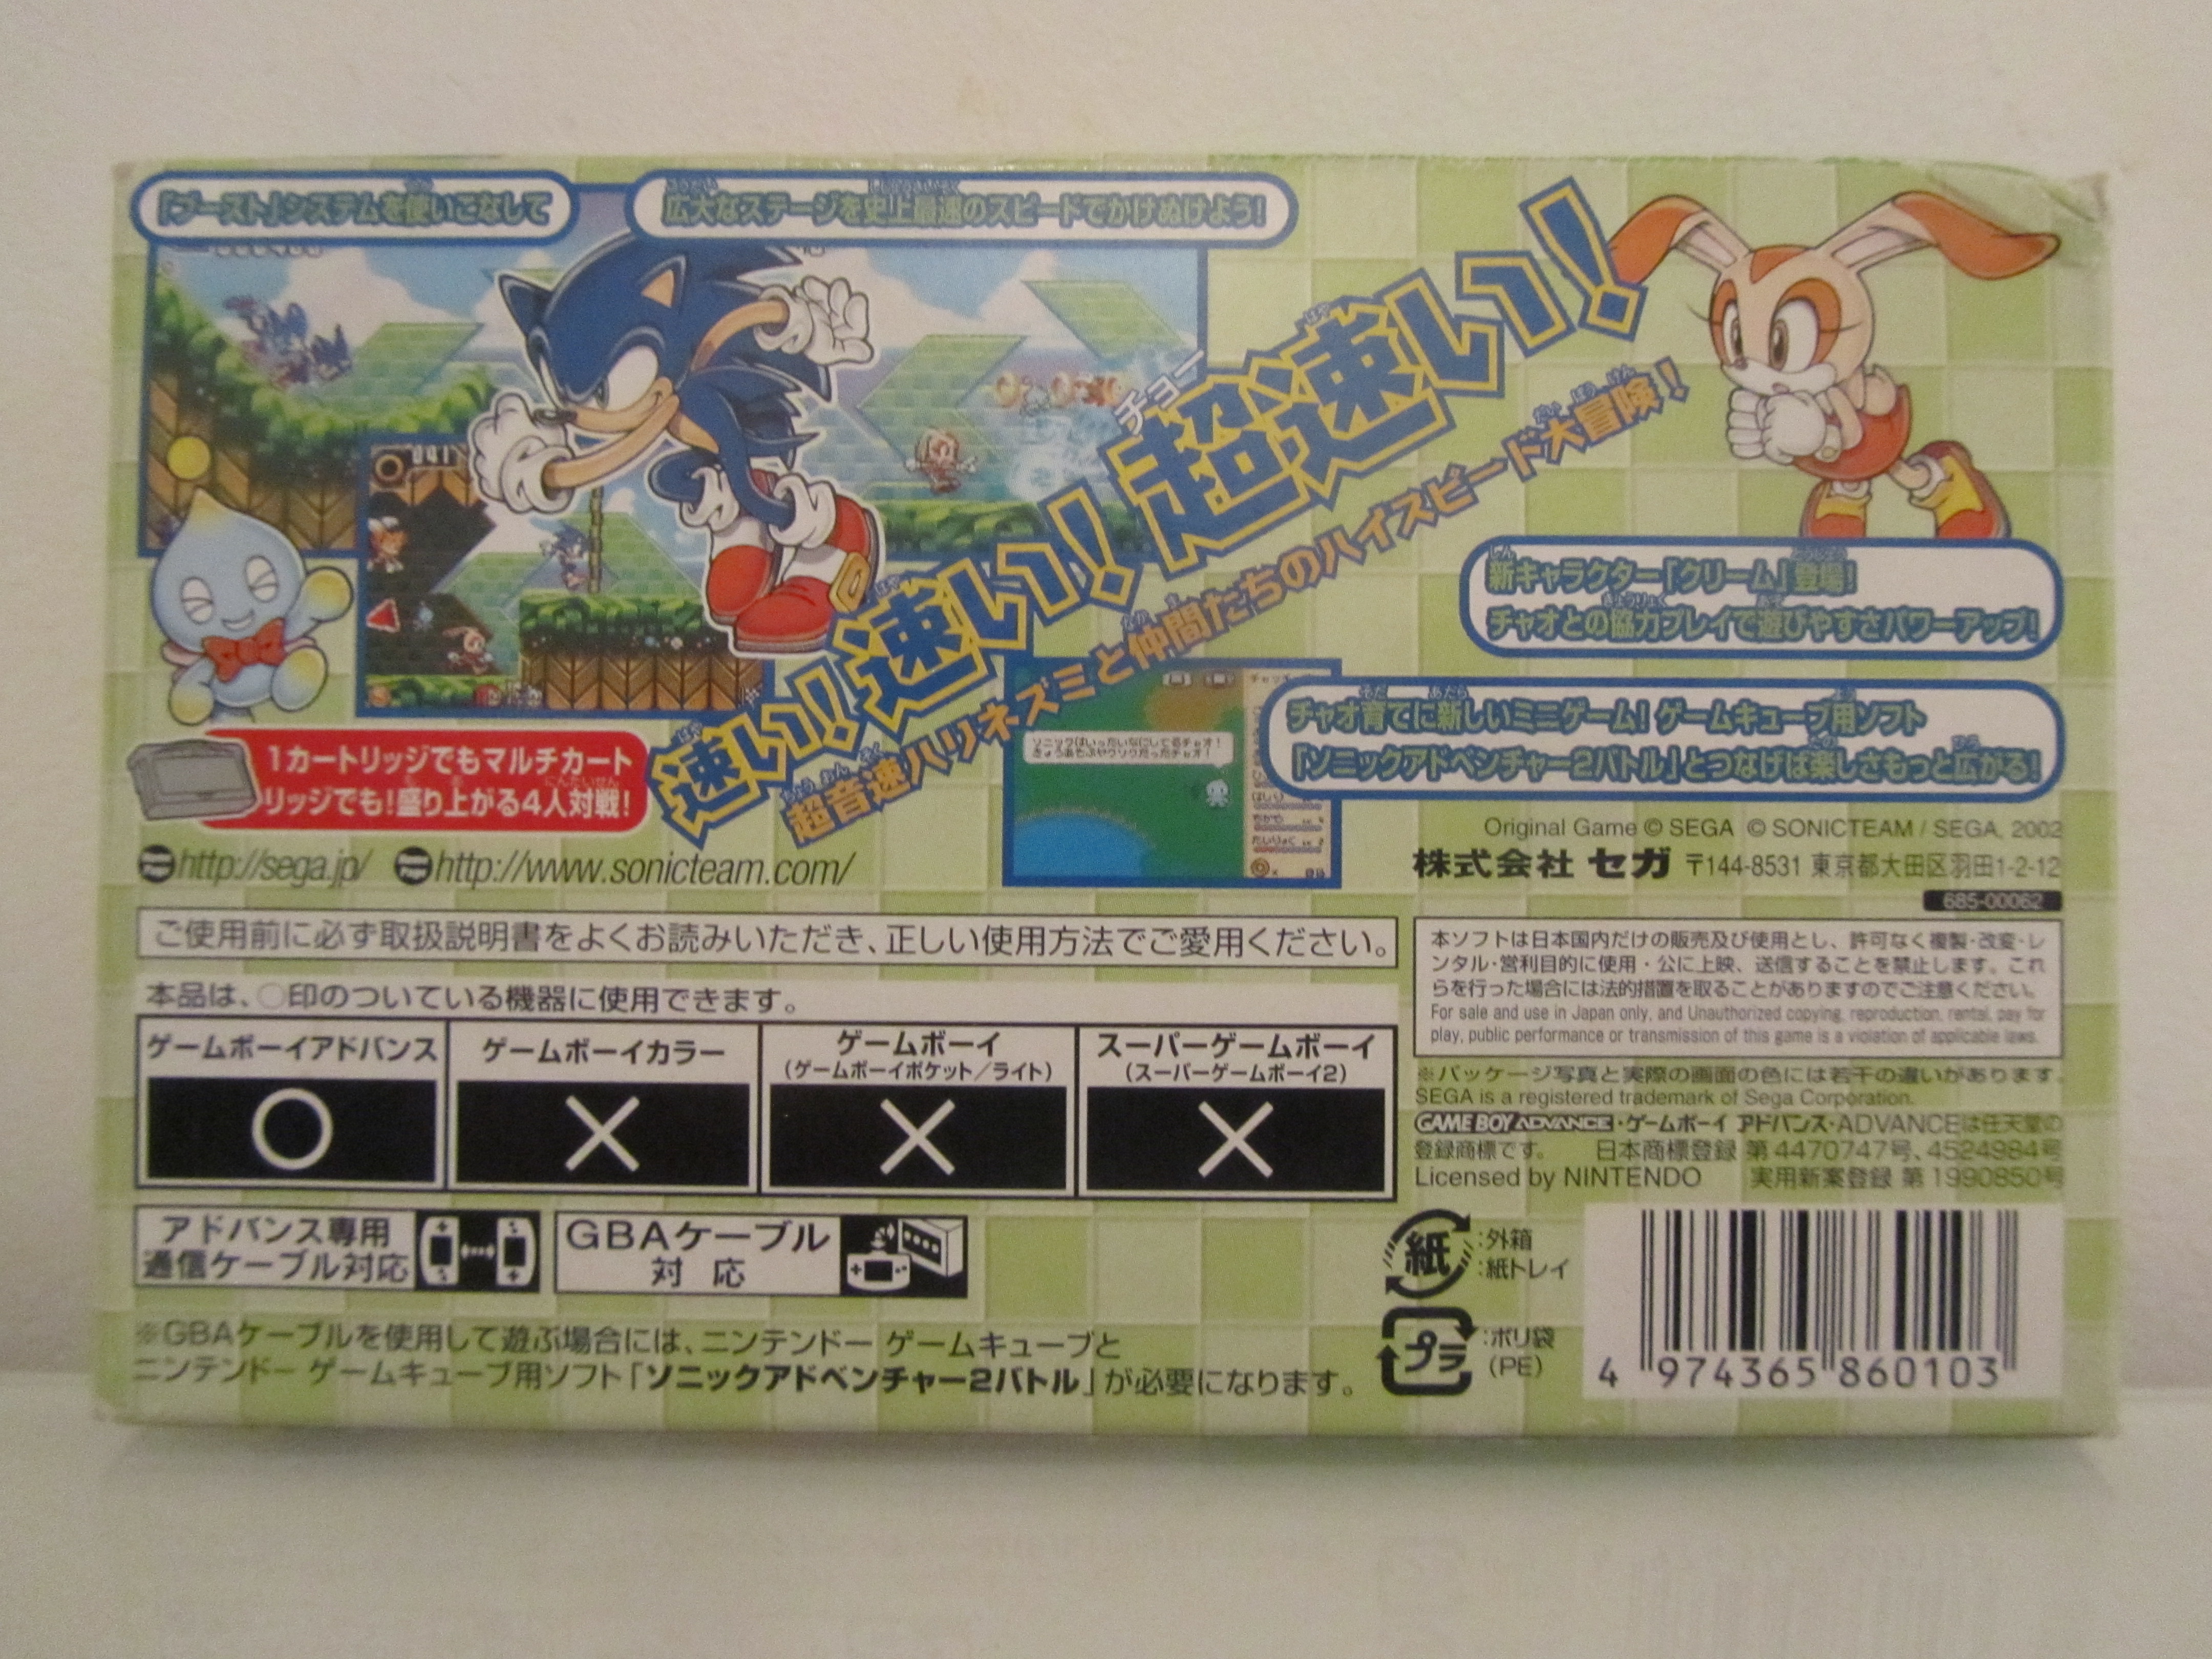 「ブースト」システムを使いこなして
広大なステージを史上最速のスピードでかけぬけよう!
速い!速い!超速い!
チョー
超音速ハリネズミと仲間たちのハイスピード大冒険!!
新キャラクター「クリーム」登場!
チャオとの協力プレイで遊びやすさパワーアップ!
チャオ育てに新しいミニゲーム! ゲームキューブ用ソフト
「ソニックアドベンチャー2バトル」とつなげば楽しさもっと広がる!
1カートリッジでもマルチカート
リッジでも!盛り上がる4人対戦!
http://sega.jp/ http://www.sonicteam.com/
Original Game © SEGA © SONICTEAM / SEGA, 2002
株式会社 セガ 〒144-8531 東京都大田区羽田1-2-12
685-00062
ご使用前に必ず取扱説明書をよくお読みいただき、正しい使用方法でご愛用ください。
本品は、○印のついている機器に使用できます。
ゲームボーイアドバンス
ゲームボーイカラー
ゲームボーイ
(ゲームボーイポケット/ライト)
スーパーゲームボーイ
(スーパーゲームボーイ2)
本ソフトは日本国内だけの販売及び使用とし、許可なく複製・改変・レ
ンタル・営利目的に使用・公に上映、送信することを禁止します。これ
らを行った場合には法的措置を取ることがありますのでご注意ください。
For sale and use in Japan only, and Unauthorized copying, reproduction, rental, pay for
play, public performance or transmission of this game is a violation of applicable laws.
※パッケージ写真と実際の画面の色には若干の違いがあります。
SEGA is a registered trademark of Sega Corporation.
GAME BOY ADVANCE・ゲームボーイ アドバンス・ADVANCEは任天堂の
登録商標です。 日本商標登録 第4470747号、4524984号
Licensed by NINTENDO 実用新案登録 第1990850号
アドバンス専用
通信ケーブル対応
GBAケーブル
対 応
※GBAケーブルを使用して遊ぶ場合には、ニンテンドー ゲームキューブと
ニンテンドー ゲームキューブ用ソフト「ソニックアドベンチャー2バトル」が必要になります。
紙 :外箱
:紙トレイ
プラ :ポリ袋
(PE)
4 974365 860103